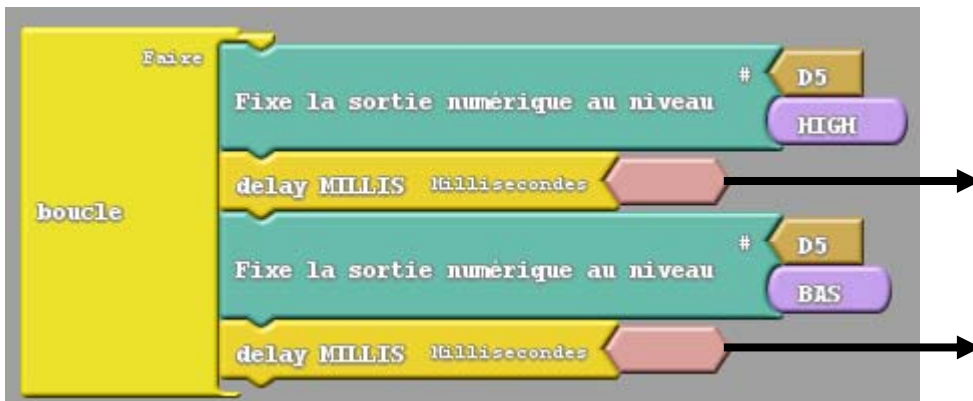 Faire
Fixe la sortie numérique au niveau # D5
HIGH
delay MILLIS Millisecondes
boucle
Fixe la sortie numérique au niveau # D5
BAS
delay MILLIS Millisecondes